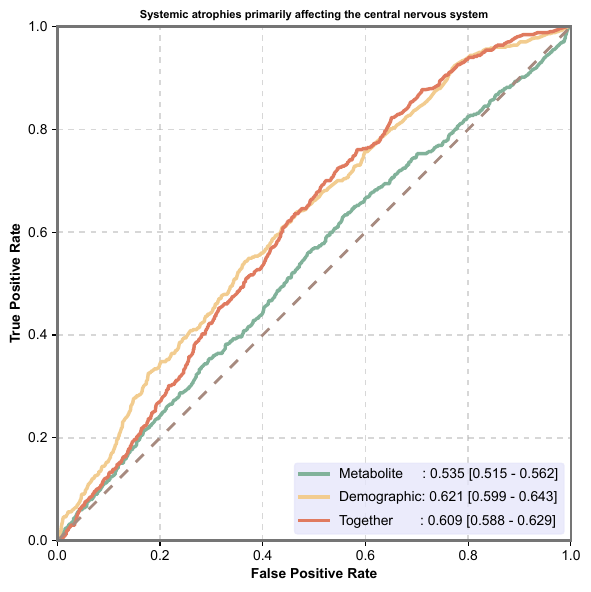 Systemic atrophies primarily affecting the central nervous system
1.0
0.8
0.6
0.4
0.2
0.0
True Positive Rate
Metabolite : 0.535 [0.515 - 0.562]
Demographic: 0.621 [0.599 - 0.643]
Together : 0.609 [0.588 - 0.629]
0.0 0.2 0.4 0.6 0.8 1.0
False Positive Rate